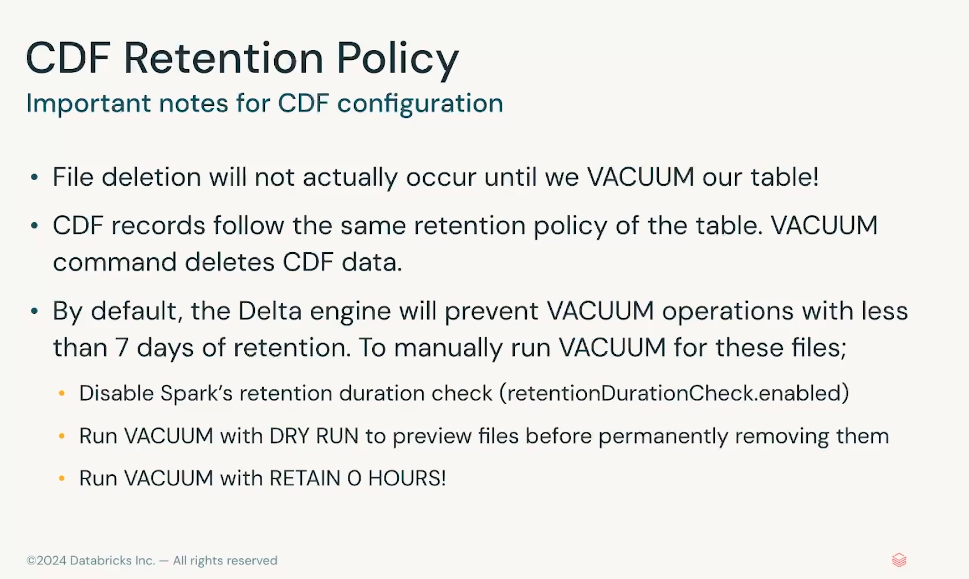 CDF Retention Policy
Important notes for CDF configuration
• File deletion will not actually occur until we VACUUM our table!
• CDF records follow the same retention policy of the table. VACUUM
command deletes CDF data.
• By default, the Delta engine will prevent VACUUM operations with less
than 7 days of retention. To manually run VACUUM for these files;
• Disable Spark’s retention duration check (retentionDurationCheck.enabled)
• Run VACUUM with DRY RUN to preview files before permanently removing them
• Run VACUUM with RETAIN 0 HOURS!
©2024 Databricks Inc. — All rights reserved